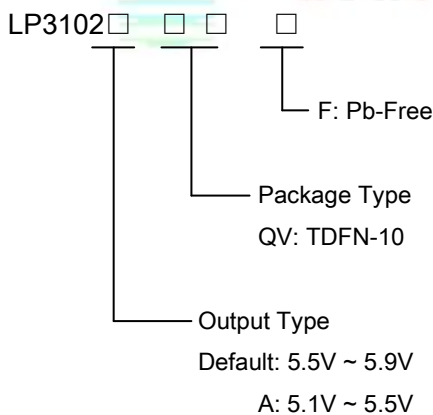 LP3102□ □ □ □
F: Pb-Free
Package Type
QV: TDFN-10
Output Type
Default: 5.5V ~ 5.9V
A: 5.1V ~ 5.5V